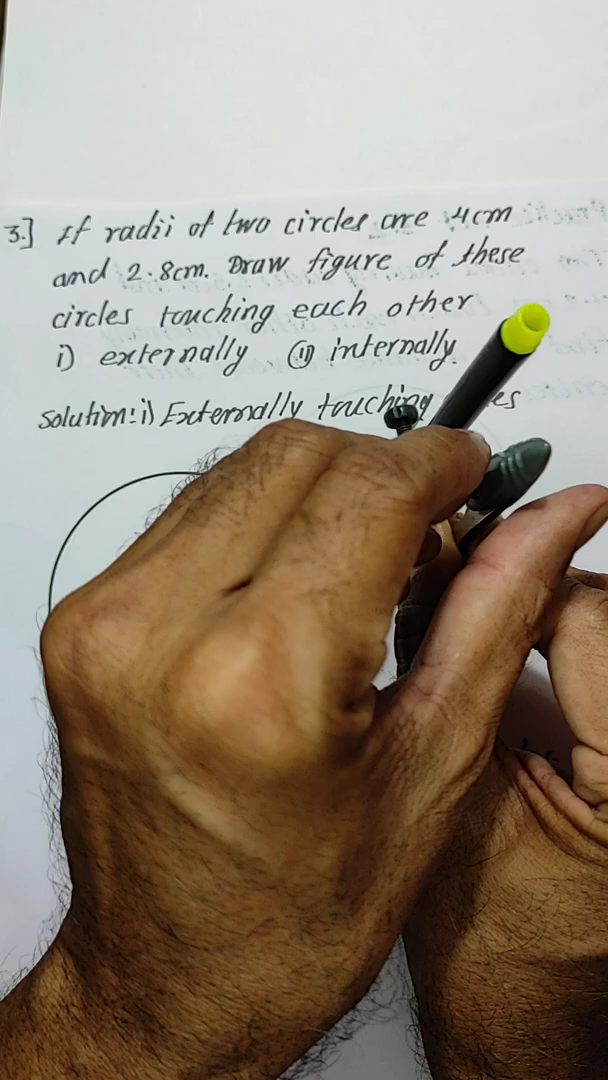 3.] If radii of two circles are 4cm
and 2.8cm. Draw figure of these
circles touching each other
i) externally (ii) internally.
Solution:i) Externally touching